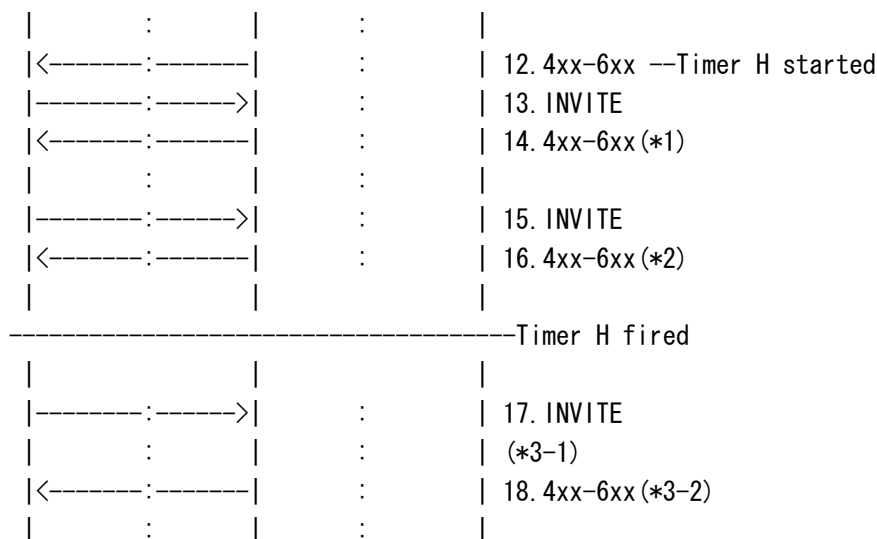 |        :       |       :        |
|<-------:-------|       :        | 12.4xx-6xx --Timer H started
|--------:------>|       :        | 13.INVITE
|<-------:-------|       :        | 14.4xx-6xx(*1)
|        :       |       :        |
|--------:------>|       :        | 15.INVITE
|<-------:-------|       :        | 16.4xx-6xx(*2)
|                |                |
--------------------------------------Timer H fired
|                |                |
|--------:------>|       :        | 17.INVITE
|        :       |       :        | (*3-1)
|<-------:-------|       :        | 18.4xx-6xx(*3-2)
|        :       |       :        |